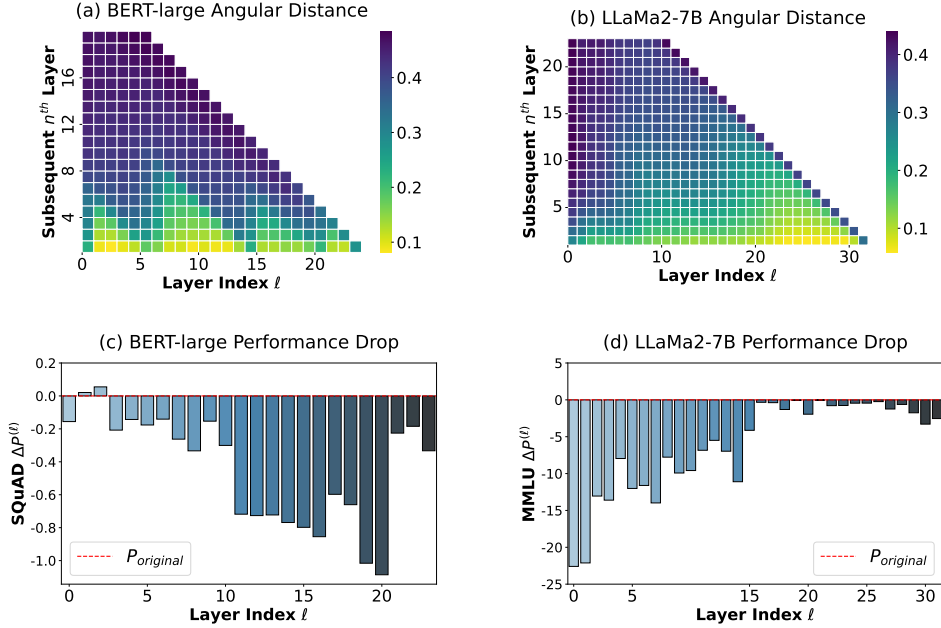 (a) BERT-large Angular Distance
Subsequent nth Layer
16
12
8
4
0 5 10 15 20
Layer Index ℓ
0.4
0.3
0.2
0.1
(b) LLaMa2-7B Angular Distance
Subsequent nth Layer
20
15
10
5
0 10 20 30
Layer Index ℓ
0.4
0.3
0.2
0.1
(c) BERT-large Performance Drop
SQuAD ΔP(ℓ)
0.2
0.0
-0.2
-0.4
-0.6
-0.8
-1.0
Poriginal
0 5 10 20
Layer Index ℓ
(d) LLaMa2-7B Performance Drop
MMLU ΔP(ℓ)
5
0
-5
-10
-15
-20
-25
Poriginal
0 5 15 20 30
Layer Index ℓ